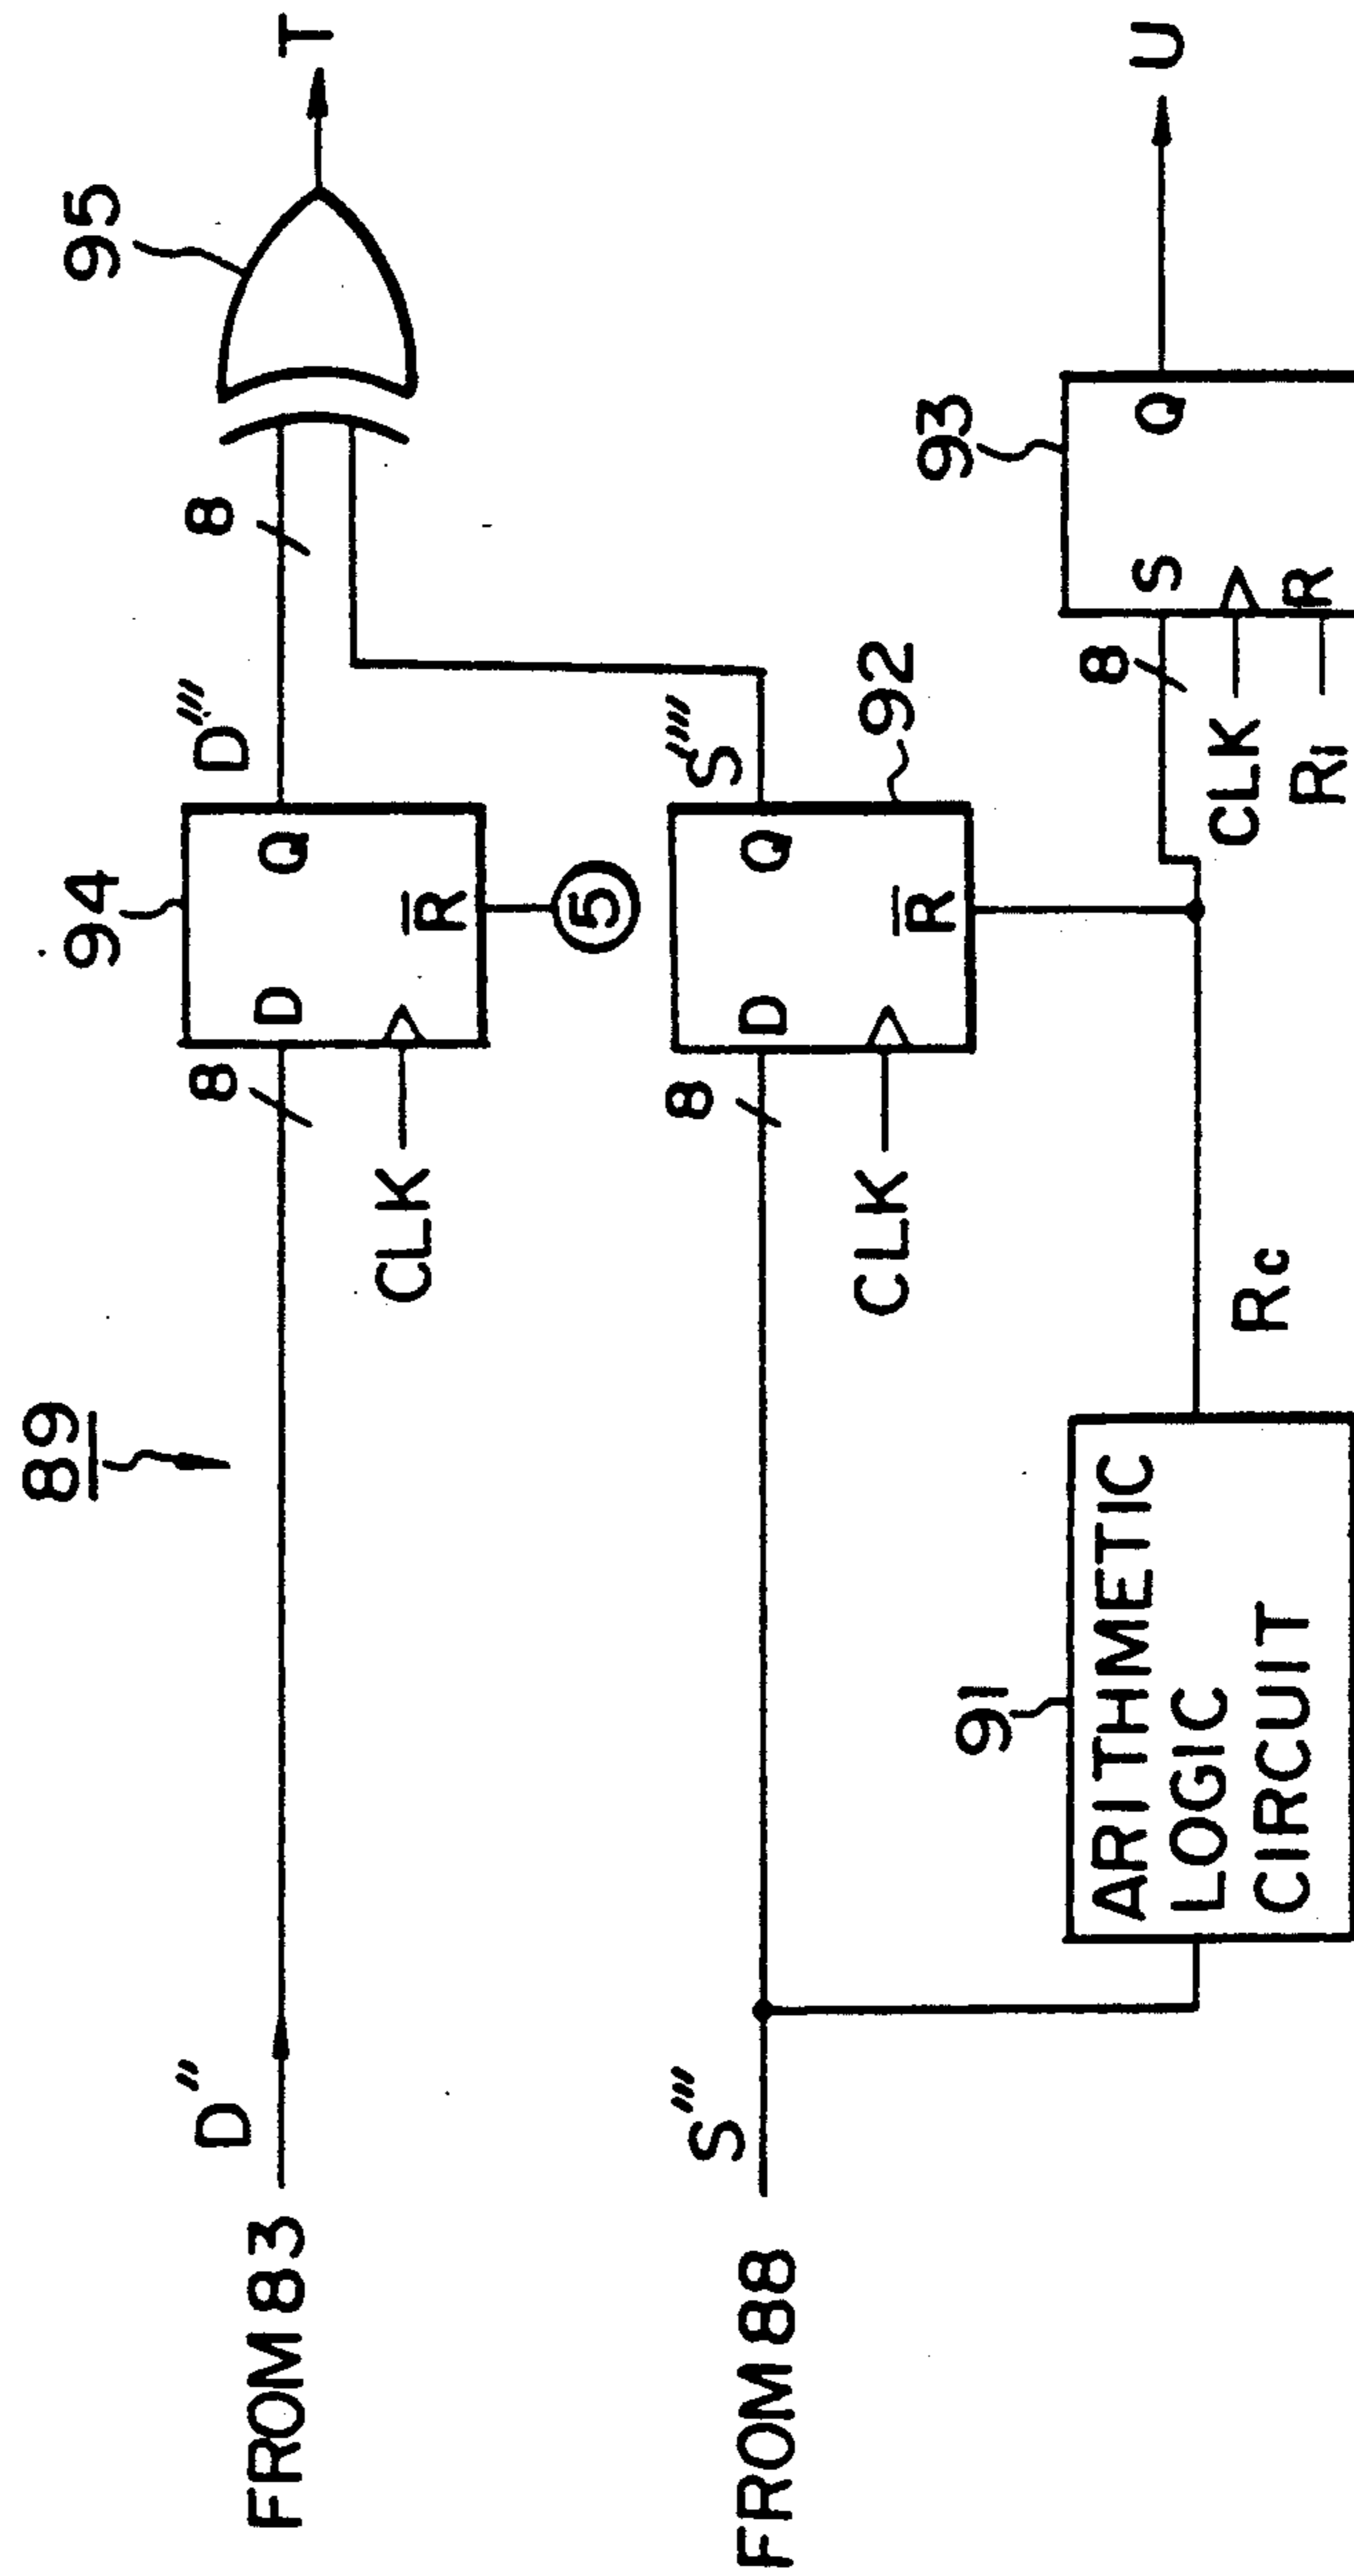 89
FROM 83
D″
8
94
D
Q
R̅
CLK
5
D‴
8
95
T
FROM 88
S‴
8
D
Q
R̅
CLK
92
S⁗
91
ARITHMETIC
LOGIC
CIRCUIT
Rc
8
93
S
Q
R
CLK
Ri
U